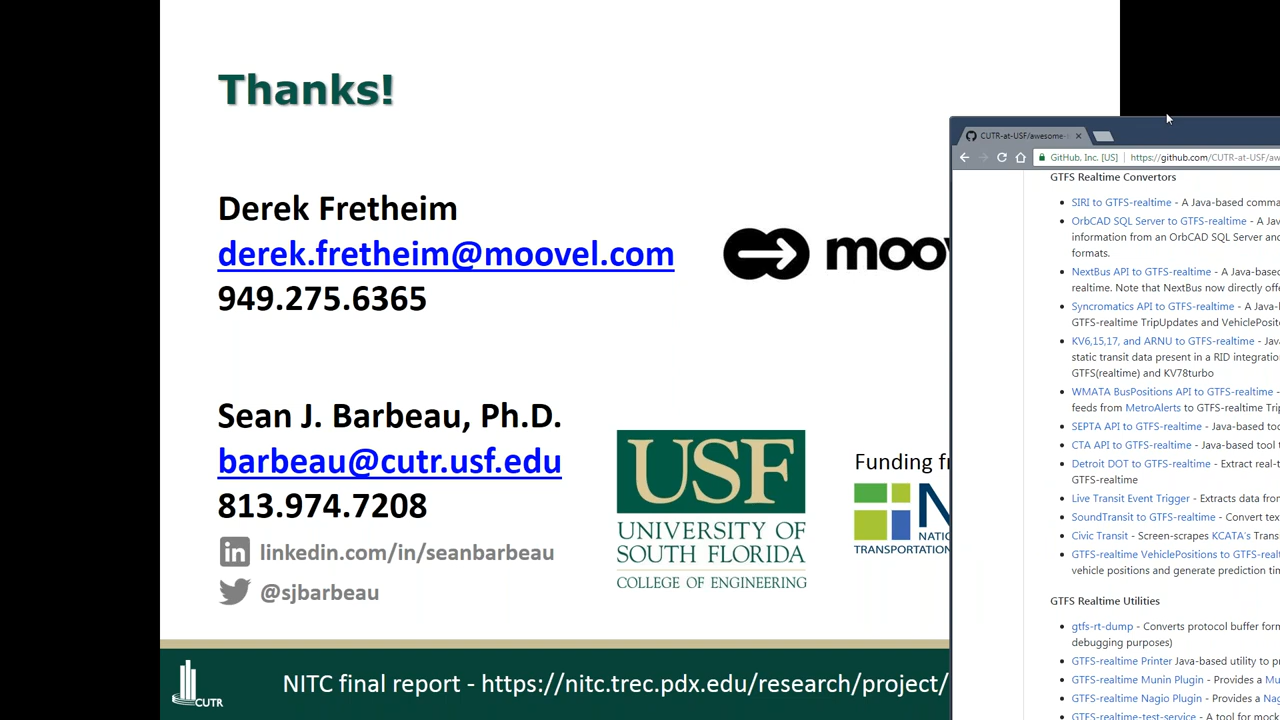 Thanks!
Derek Fretheim
derek.fretheim@moovel.com
949.275.6365
Sean J. Barbeau, Ph.D.
barbeau@cutr.usf.edu
813.974.7208
linkedin.com/in/seanbarbeau
@sjbarbeau
USF
UNIVERSITY OF
SOUTH FLORIDA
COLLEGE OF ENGINEERING
Funding
TRANSPORTATION
CUTR
NITC final report - https://nitc.trec.pdx.edu/research/project/
CUTR-at-USF/awesome-
GitHub, Inc. [US] https://github.com/CUTR-at-USF/aw
GTFS Realtime Convertors
SIRI to GTFS-realtime - A Java-based comma
OrbCAD SQL Server to GTFS-realtime - A Ja
information from an OrbCAD SQL Server and
formats.
NextBus API to GTFS-realtime - A Java-based
realtime. Note that NextBus now directly offe
Syncromatics API to GTFS-realtime - A Java-
GTFS-realtime TripUpdates and VehiclePosit
KV6,15,17, and ARNU to GTFS-realtime - Jav
static transit data present in a RID integratio
GTFS(realtime) and KV78turbo
WMATA BusPositions API to GTFS-realtime -
feeds from MetroAlerts to GTFS-realtime Trip
SEPTA API to GTFS-realtime - Java-based too
CTA API to GTFS-realtime - Java-based tool
Detroit DOT to GTFS-realtime - Extract real-t
GTFS-realtime
Live Transit Event Trigger - Extracts data from
SoundTransit to GTFS-realtime - Convert tex
Civic Transit - Screen-scrapes KCATA's Trans
GTFS-realtime VehiclePositions to GTFS-real
vehicle positions and generate prediction tim
GTFS Realtime Utilities
gtfs-rt-dump - Converts protocol buffer form
debugging purposes)
GTFS-realtime Printer Java-based utility to p
GTFS-realtime Munin Plugin - Provides a Mu
GTFS-realtime Nagio Plugin - Provides a Nag
GTFS-realtime-test-service - A tool for mock